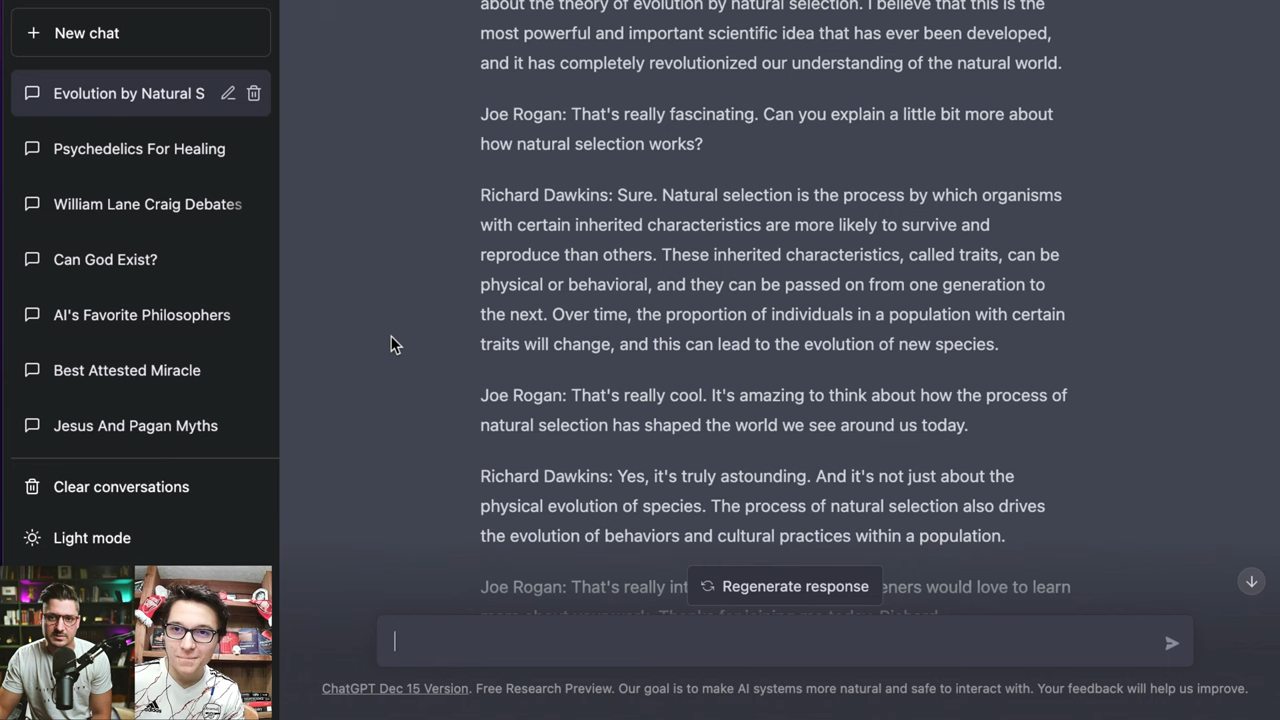 New chat
Evolution by Natural S
Psychedelics For Healing
William Lane Craig Debates
Can God Exist?
AI's Favorite Philosophers
Best Attested Miracle
Jesus And Pagan Myths
Clear conversations
Light mode
about the theory of evolution by natural selection. I believe that this is the
most powerful and important scientific idea that has ever been developed,
and it has completely revolutionized our understanding of the natural world.
Joe Rogan: That's really fascinating. Can you explain a little bit more about
how natural selection works?
Richard Dawkins: Sure. Natural selection is the process by which organisms
with certain inherited characteristics are more likely to survive and
reproduce than others. These inherited characteristics, called traits, can be
physical or behavioral, and they can be passed on from one generation to
the next. Over time, the proportion of individuals in a population with certain
traits will change, and this can lead to the evolution of new species.
Joe Rogan: That's really cool. It's amazing to think about how the process of
natural selection has shaped the world we see around us today.
Richard Dawkins: Yes, it's truly astounding. And it's not just about the
physical evolution of species. The process of natural selection also drives
the evolution of behaviors and cultural practices within a population.
Joe Rogan: That's really would love to learn
Regenerate response
ChatGPT Dec 15 Version. Free Research Preview. Our goal is to make AI systems more natural and safe to interact with. Your feedback will help us improve.